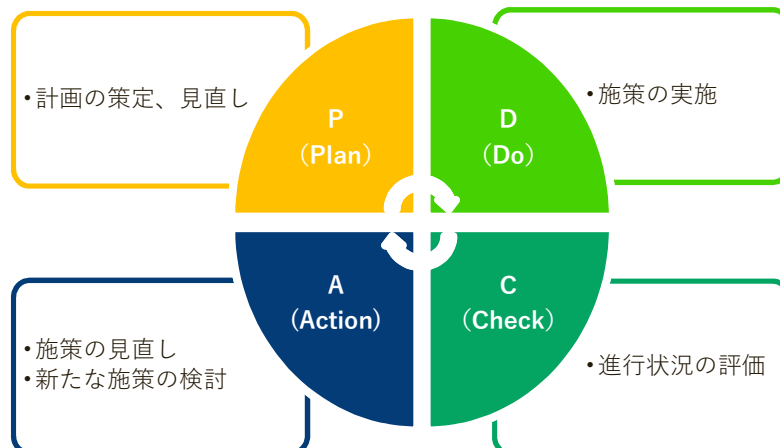 ・計画の策定、見直し
P
（Plan）
D
（Do）
・施策の実施
・施策の見直し
・新たな施策の検討
A
(Action)
C
（Check）
・進行状況の評価